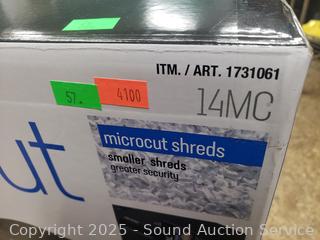 ITM. / ART. 1731061
57.
4100
14MC
ut
microcut shreds
smaller shreds
greater security
Copyright 2025 - Sound Auction Service